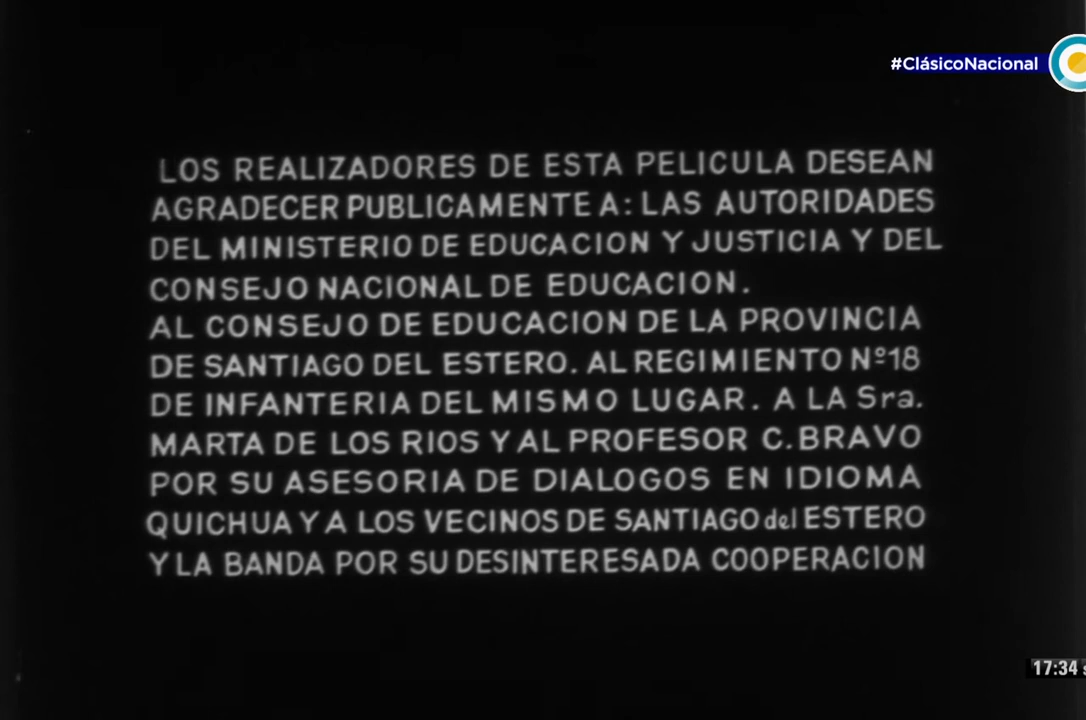 #ClásicoNacional
LOS REALIZADORES DE ESTA PELICULA DESEAN
AGRADECER PUBLICAMENTE A: LAS AUTORIDADES
DEL MINISTERIO DE EDUCACION Y JUSTICIA Y DEL
CONSEJO NACIONAL DE EDUCACION.
AL CONSEJO DE EDUCACION DE LA PROVINCIA
DE SANTIAGO DEL ESTERO. AL REGIMIENTO Nº18
DE INFANTERIA DEL MISMO LUGAR. A LA Sra.
MARTA DE LOS RIOS Y AL PROFESOR C. BRAVO
POR SU ASESORIA DE DIALOGOS EN IDIOMA
QUICHUA Y A LOS VECINOS DE SANTIAGO del ESTERO
Y LA BANDA POR SU DESINTERESADA COOPERACION
17:34